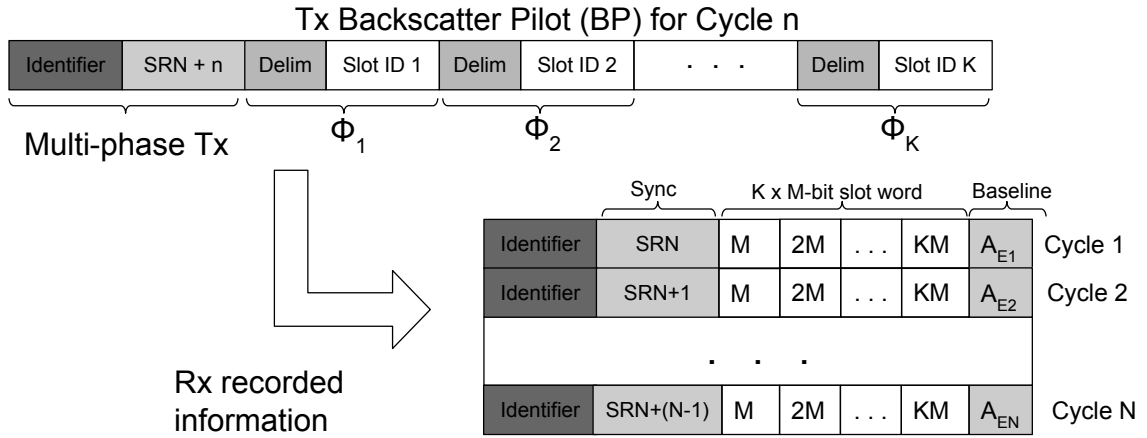 Tx Backscatter Pilot (BP) for Cycle n
Identifier SRN + n Delim Slot ID 1 Delim Slot ID 2 . . . Delim Slot ID K
Multi-phase Tx Φ1 Φ2 ΦK
Sync K x M-bit slot word Baseline
Identifier SRN M 2M . . . KM AE1 Cycle 1
Identifier SRN+1 M 2M . . . KM AE2 Cycle 2
. . .
Identifier SRN+(N-1) M 2M . . . KM AEN Cycle N
Rx recorded
information